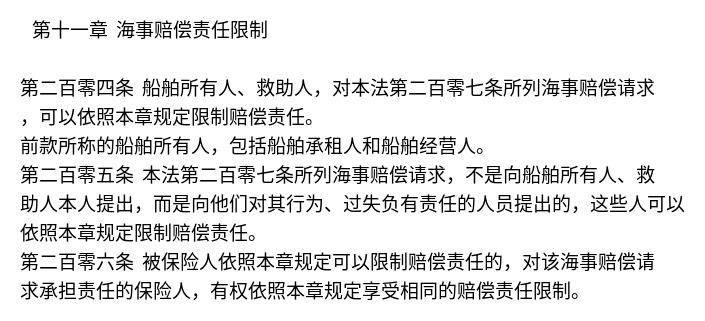 第十一章 海事赔偿责任限制
第二百零四条 船舶所有人、救助人，对本法第二百零七条所列海事赔偿请求
，可以依照本章规定限制赔偿责任。
前款所称的船舶所有人，包括船舶承租人和船舶经营人。
第二百零五条 本法第二百零七条所列海事赔偿请求，不是向船舶所有人、救
助人本人提出，而是向他们对其行为、过失负有责任的人员提出的，这些人可以
依照本章规定限制赔偿责任。
第二百零六条 被保险人依照本章规定可以限制赔偿责任的，对该海事赔偿请
求承担责任的保险人，有权依照本章规定享受相同的赔偿责任限制。